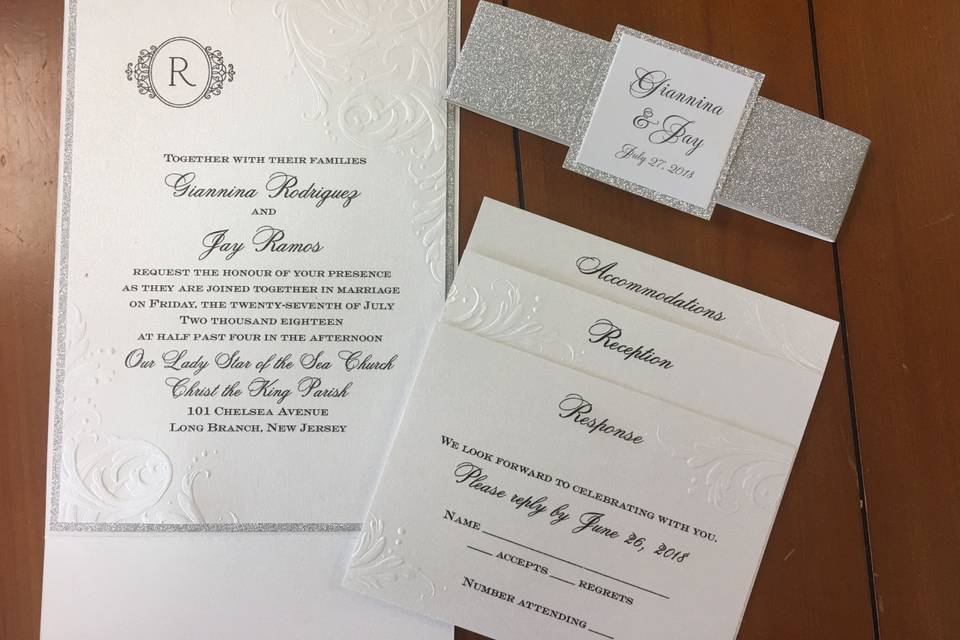 R
Together with their families
Giannina Rodriguez
and
Jay Ramos
request the honour of your presence
as they are joined together in marriage
on Friday, the twenty-seventh of July
Two thousand eighteen
at half past four in the afternoon
Our Lady Star of the Sea Church
Christ the King Parish
101 Chelsea Avenue
Long Branch, New Jersey
Giannina
& Jay
July 27, 2018
Accommodations
Reception
Response
We look forward to celebrating with you.
Please reply by June 26, 2018
Name
accepts regrets
Number attending